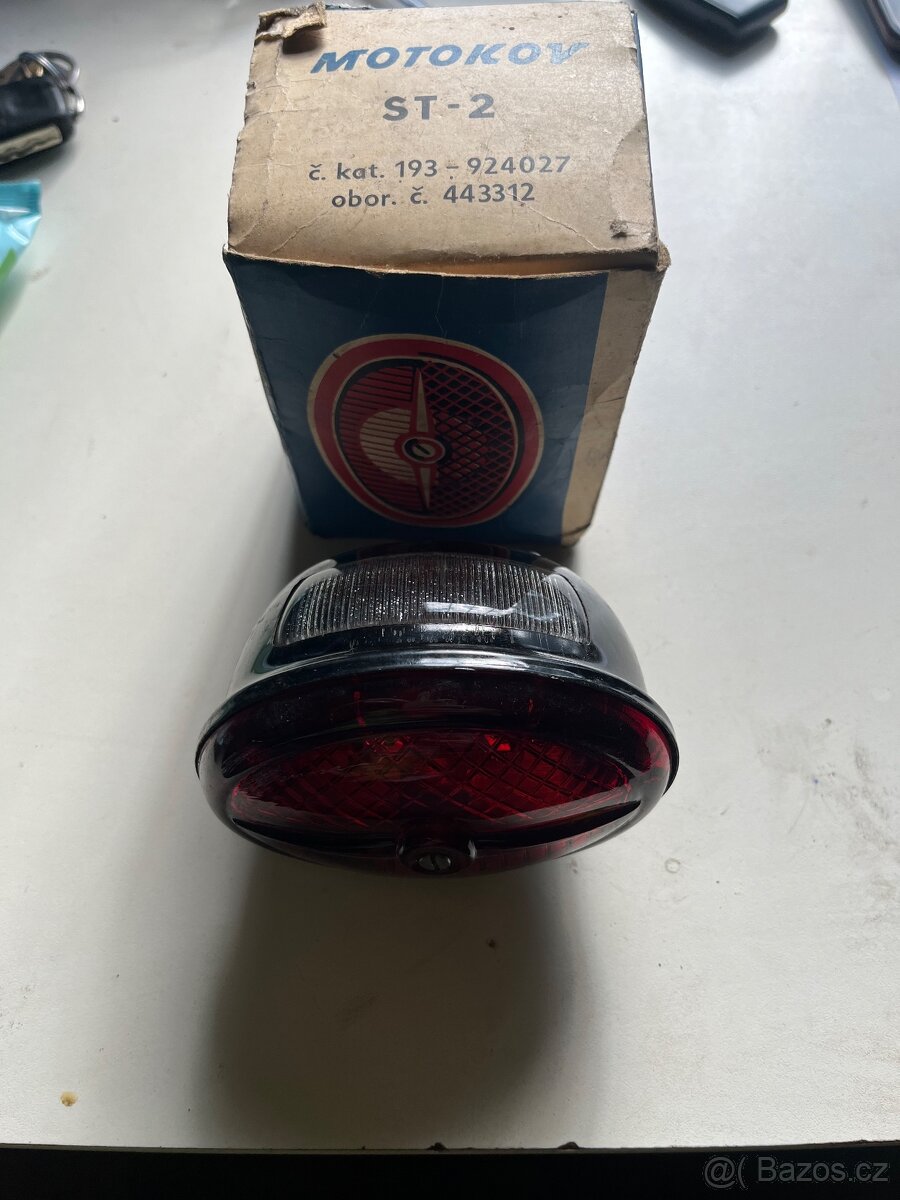 MOTOKOV
ST-2
č. kat. 193-924027
obor. č. 443312
@( Bazos.cz